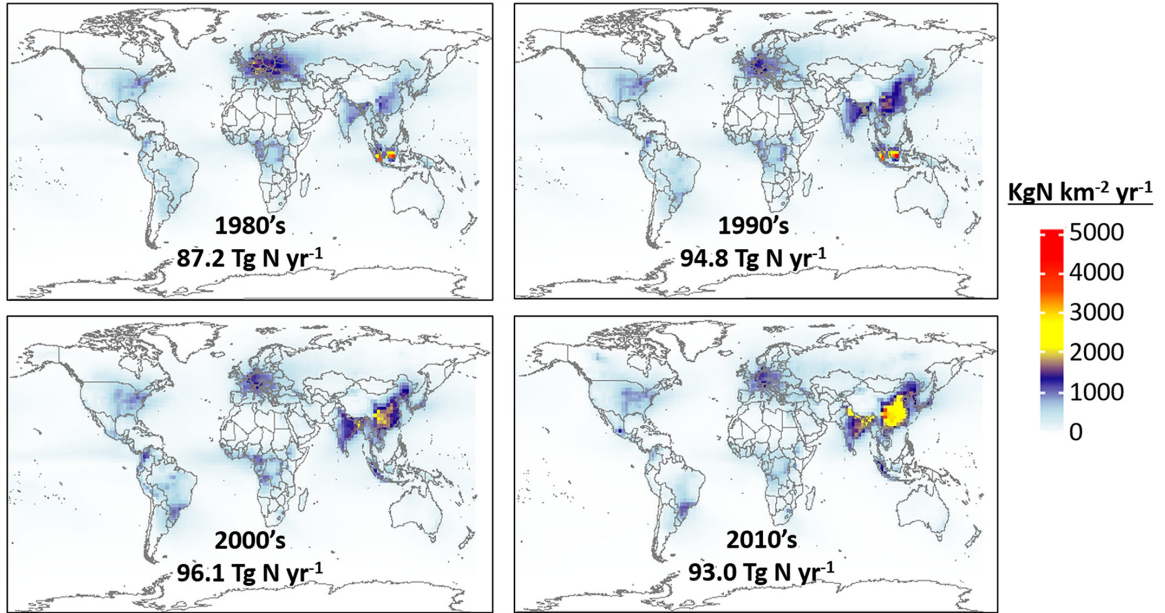 1980's
87.2 Tg N yr-1
1990's
94.8 Tg N yr-1
KgN km-2 yr-1
5000
4000
3000
2000
1000
0
2000's
96.1 Tg N yr-1
2010's
93.0 Tg N yr-1